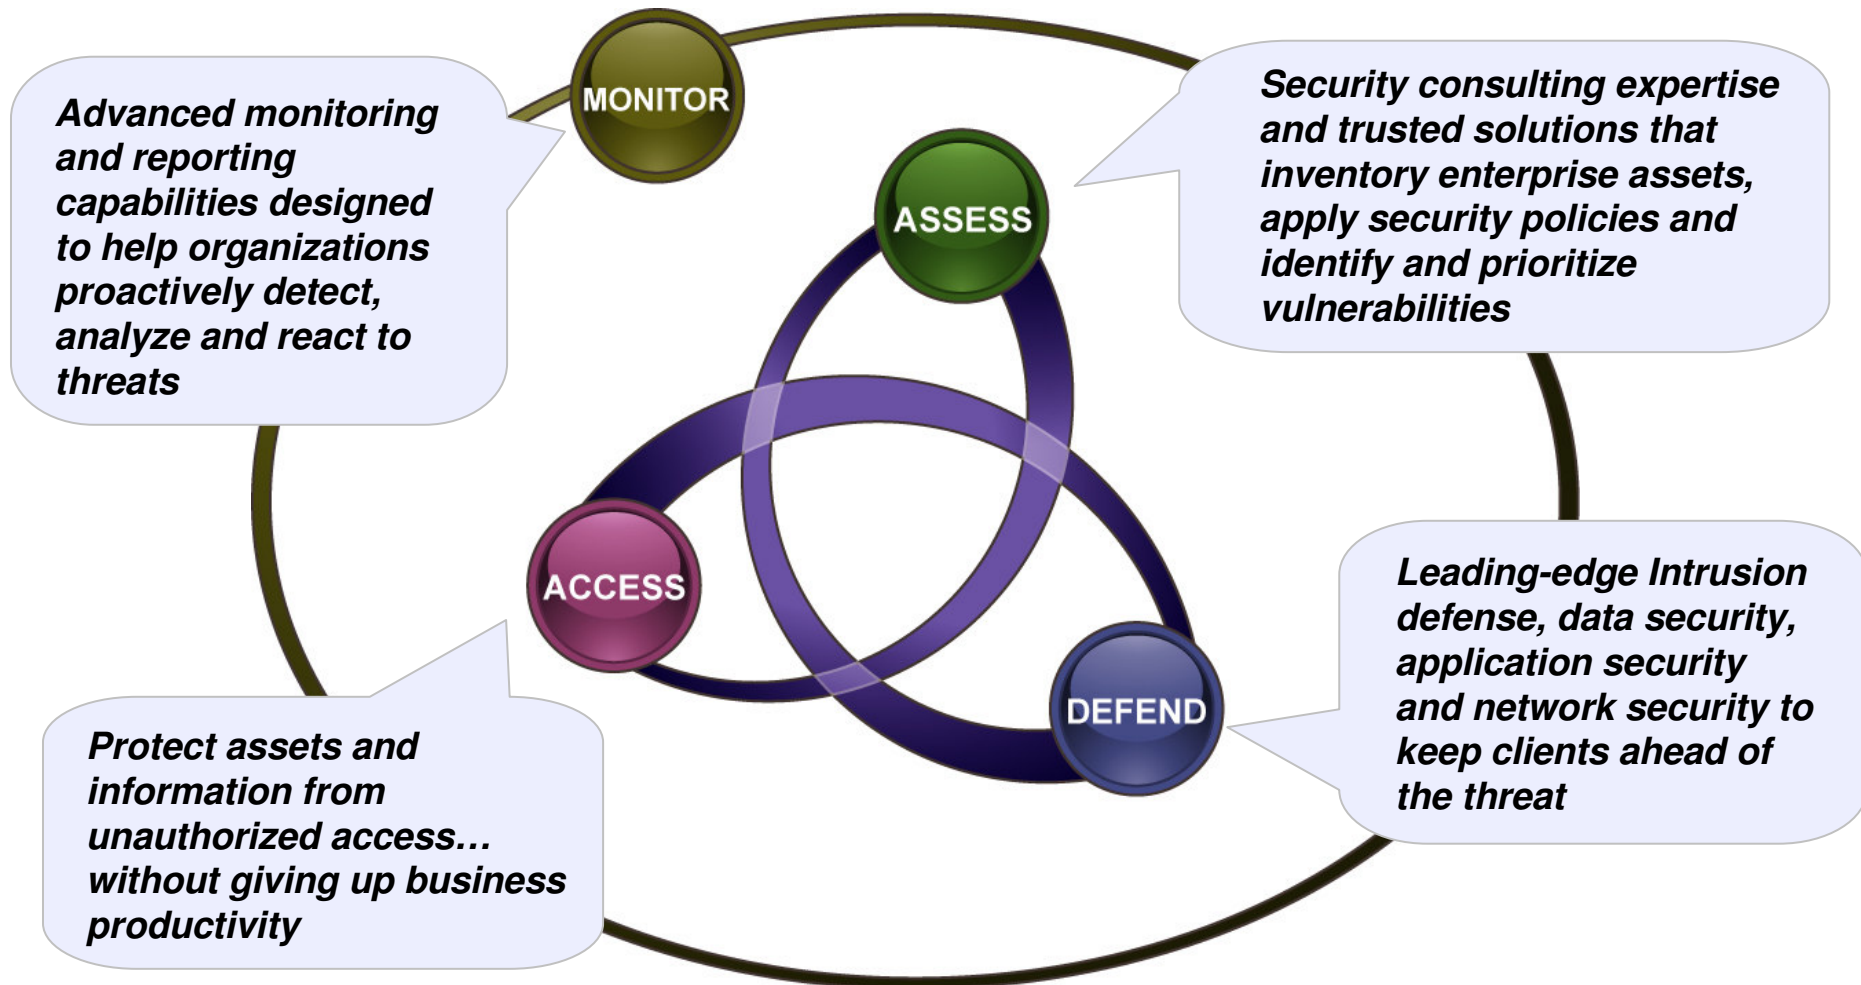 MONITOR
Advanced monitoring
and reporting
capabilities designed
to help organizations
proactively detect,
analyze and react to
threats
ASSESS
Security consulting expertise
and trusted solutions that
inventory enterprise assets,
apply security policies and
identify and prioritize
vulnerabilities
ACCESS
Protect assets and
information from
unauthorized access…
without giving up business
productivity
DEFEND
Leading-edge Intrusion
defense, data security,
application security
and network security to
keep clients ahead of
the threat